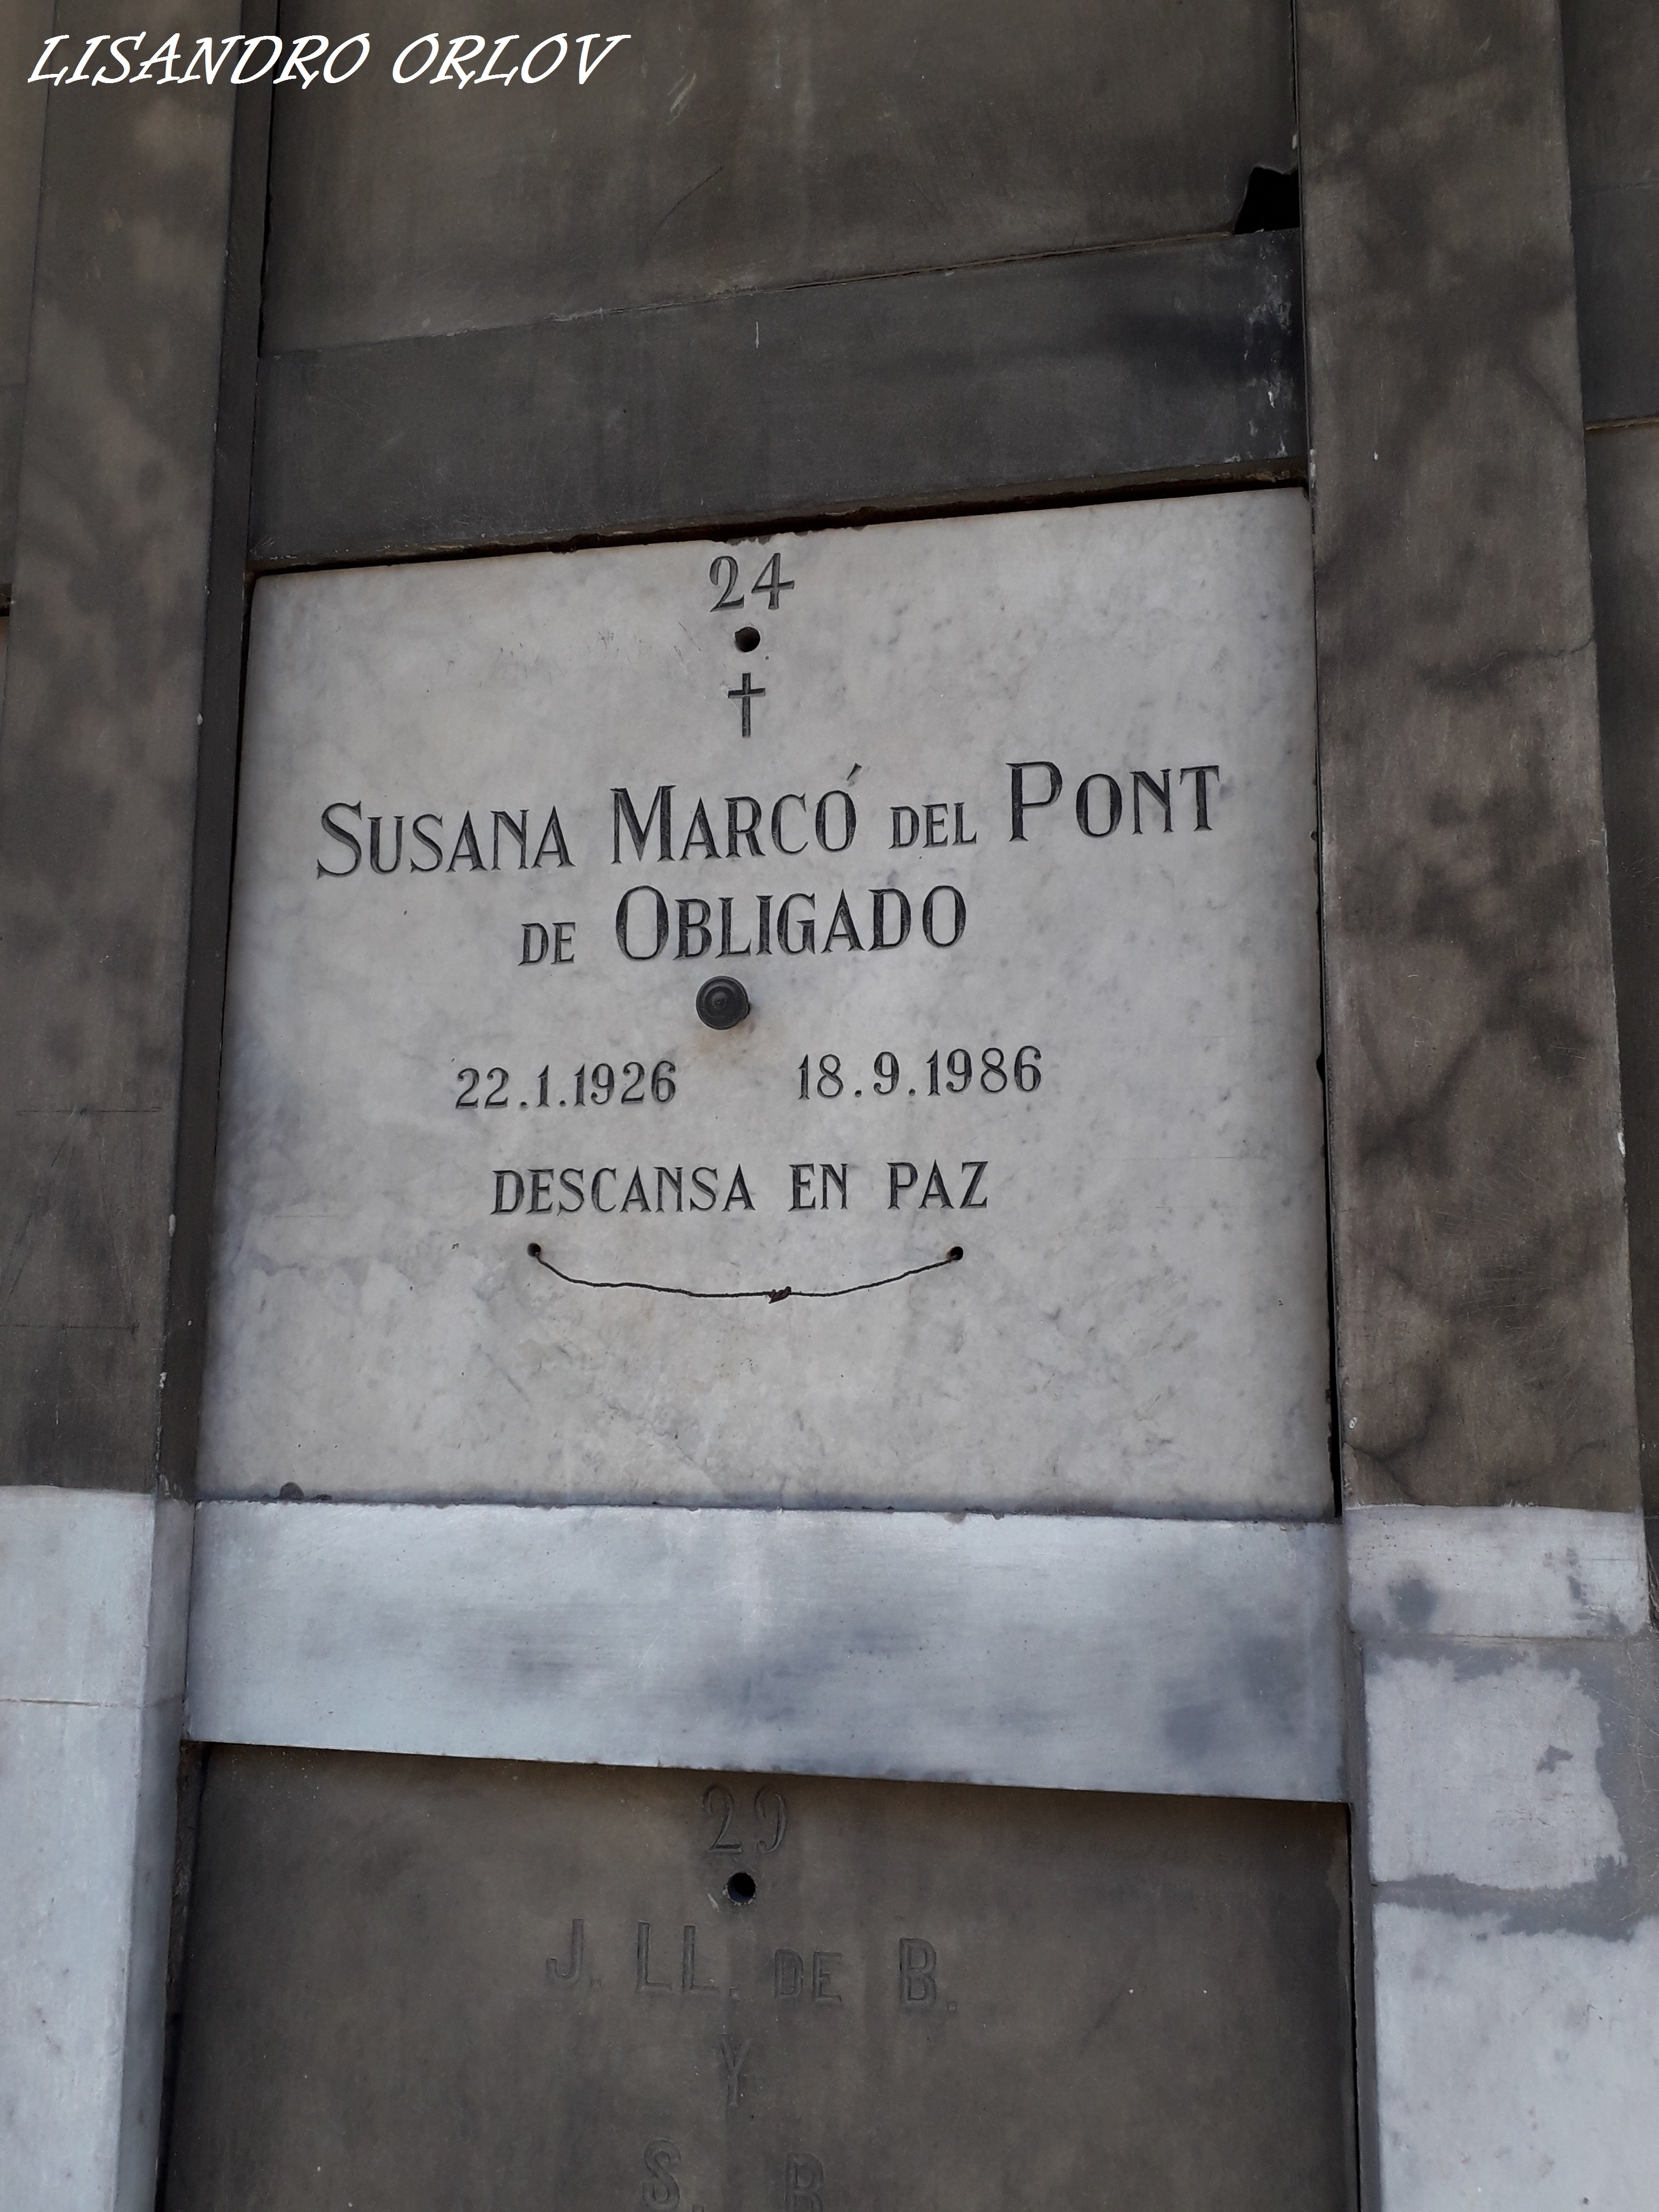 LISANDRO ORLOV
24
SUSANA MARCÓ DEL PONT
DE OBLIGADO
22.1.1926 18.9.1986
DESCANSA EN PAZ
29
J. LL. DE B.
Y
S. B